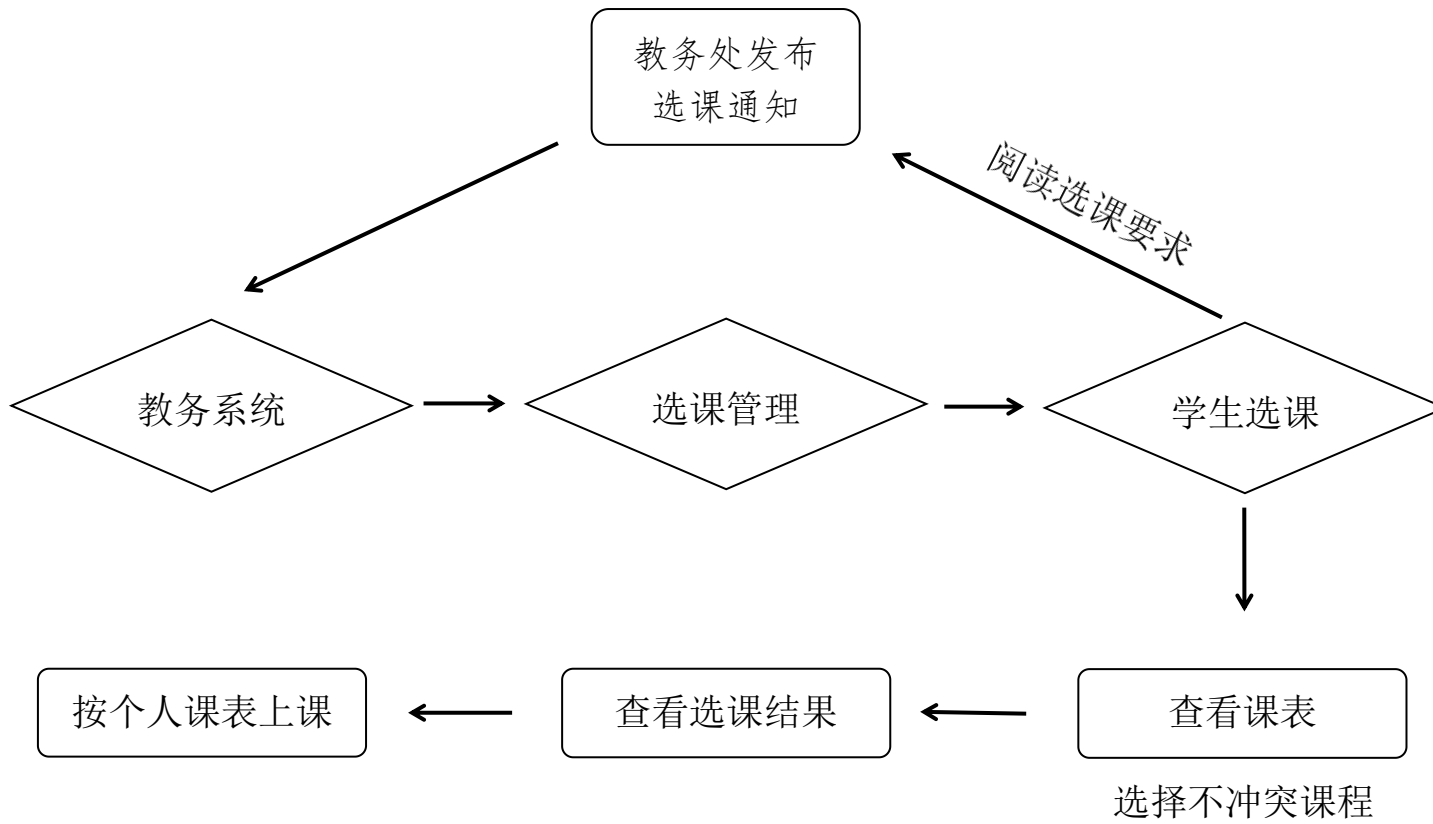 教务处发布
选课通知
阅读选课要求
教务系统
选课管理
学生选课
按个人课表上课
查看选课结果
查看课表
选择不冲突课程